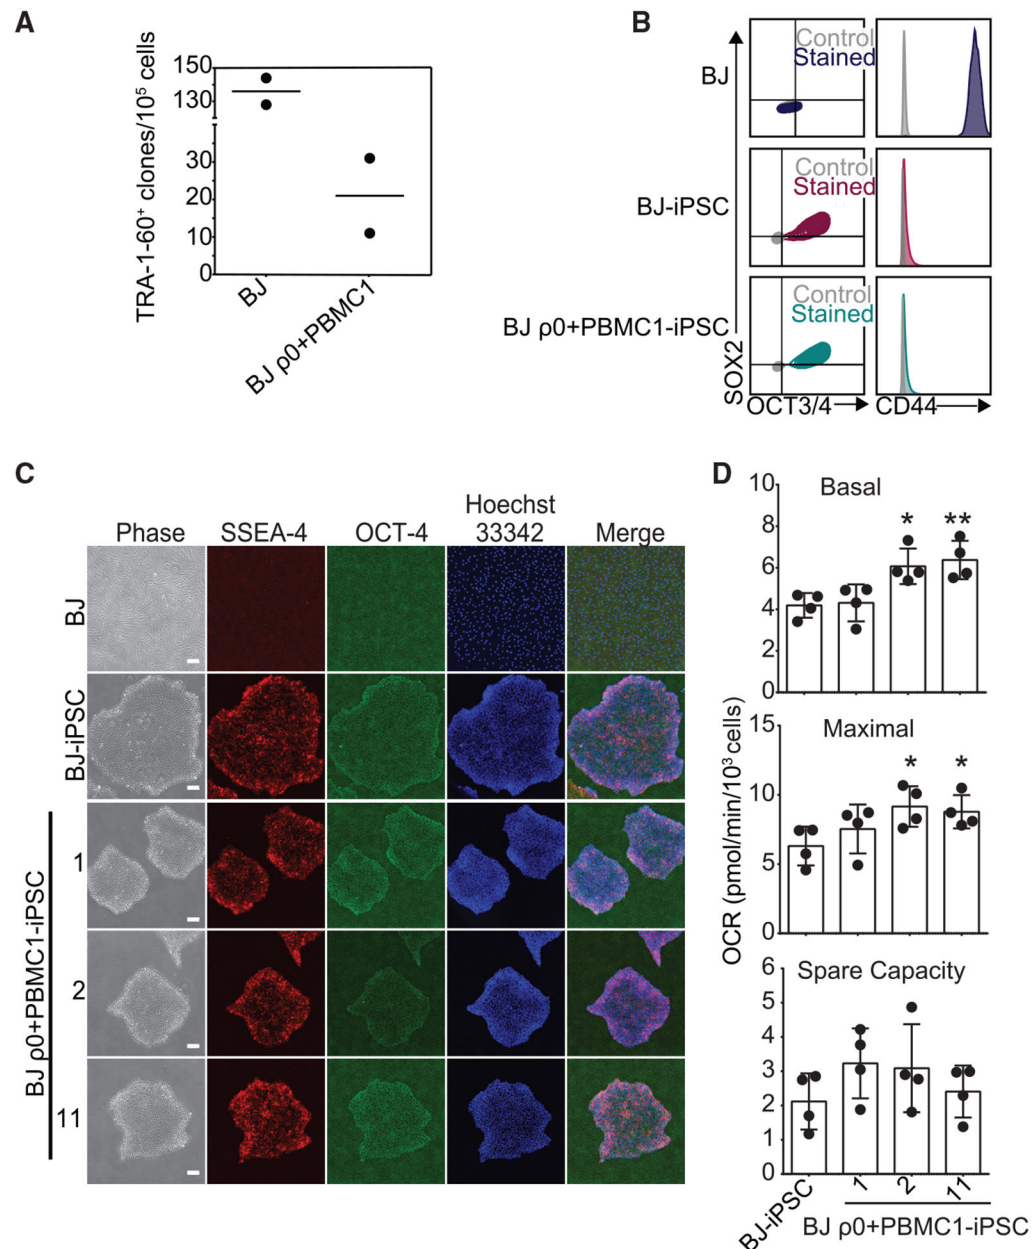 A
TRA-1-60⁺ clones/10⁵ cells
150
130
30
20
10
0
BJ
BJ ρ0+PBMC1
B
BJ
Control
Stained
BJ-iPSC
Control
Stained
BJ ρ0+PBMC1-iPSC
Control
Stained
SOX2
OCT3/4
CD44
C
Phase
SSEA-4
OCT-4
Hoechst
33342
Merge
BJ
BJ-iPSC
BJ ρ0+PBMC1-iPSC
1
2
11
D
OCR (pmol/min/10³ cells)
Basal
10
8
6
4
2
0
*
**
Maximal
15
10
5
0
*
*
Spare Capacity
6
5
4
3
2
1
0
BJ-iPSC
1
2
11
BJ ρ0+PBMC1-iPSC